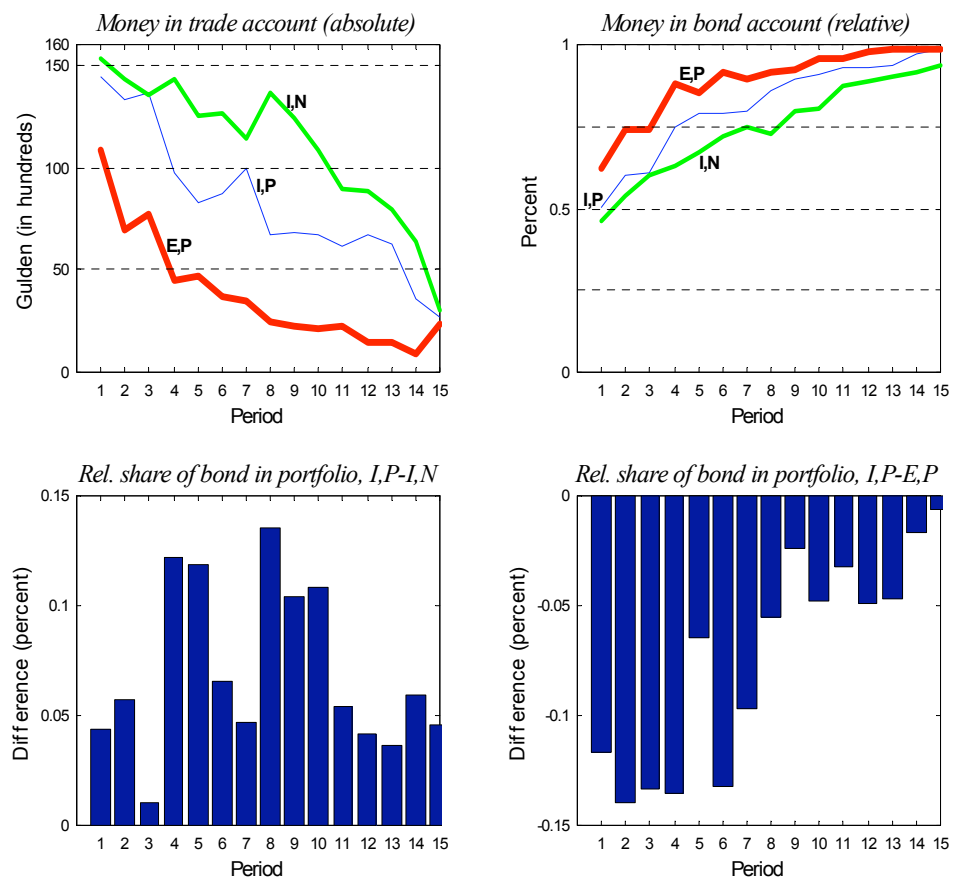 Money in trade account (absolute)
160
150
100
50
0
Gulden (in hundreds)
I,N
I,P
E,P
1 2 3 4 5 6 7 8 9 10 11 12 13 14 15
Period
Money in bond account (relative)
1
0.5
0
Percent
E,P
I,N
I,P
1 2 3 4 5 6 7 8 9 10 11 12 13 14 15
Period
Rel. share of bond in portfolio, I,P-I,N
0.15
0.1
0.05
0
Difference (percent)
1 2 3 4 5 6 7 8 9 10 11 12 13 14 15
Period
Rel. share of bond in portfolio, I,P-E,P
0
-0.05
-0.1
-0.15
Difference (percent)
1 2 3 4 5 6 7 8 9 10 11 12 13 14 15
Period